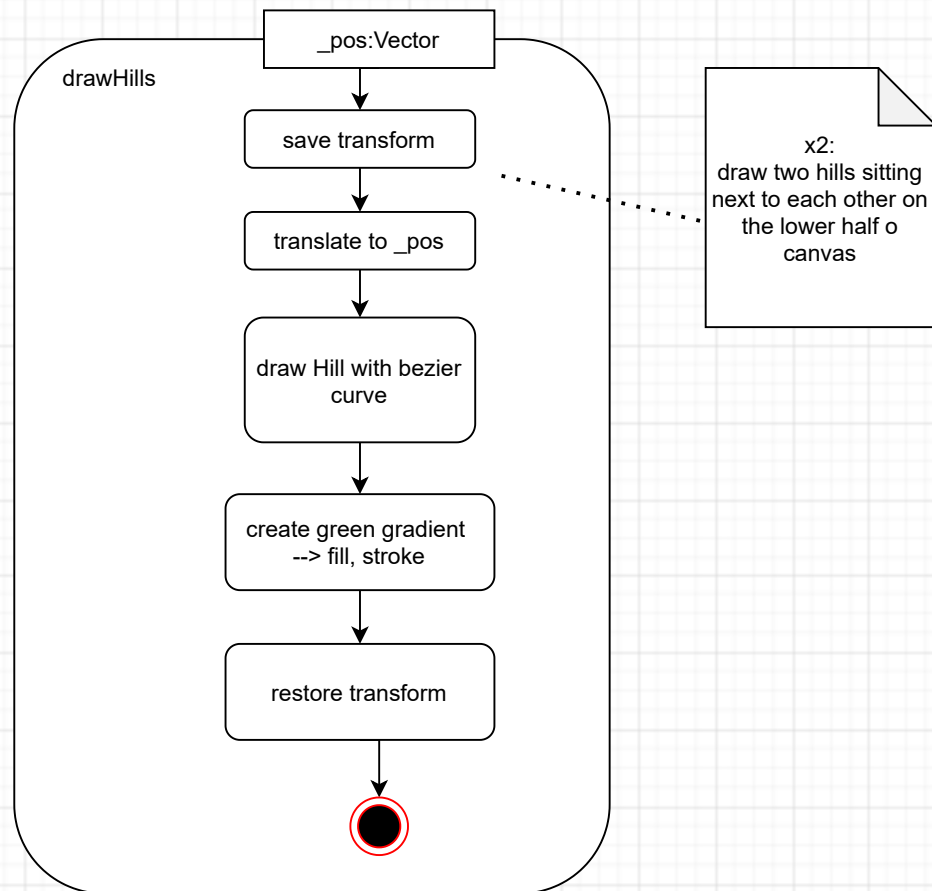 _pos:Vector
drawHills
save transform
translate to _pos
draw Hill with bezier
curve
create green gradient
--> fill, stroke
restore transform
x2:
draw two hills sitting
next to each other on
the lower half o
canvas